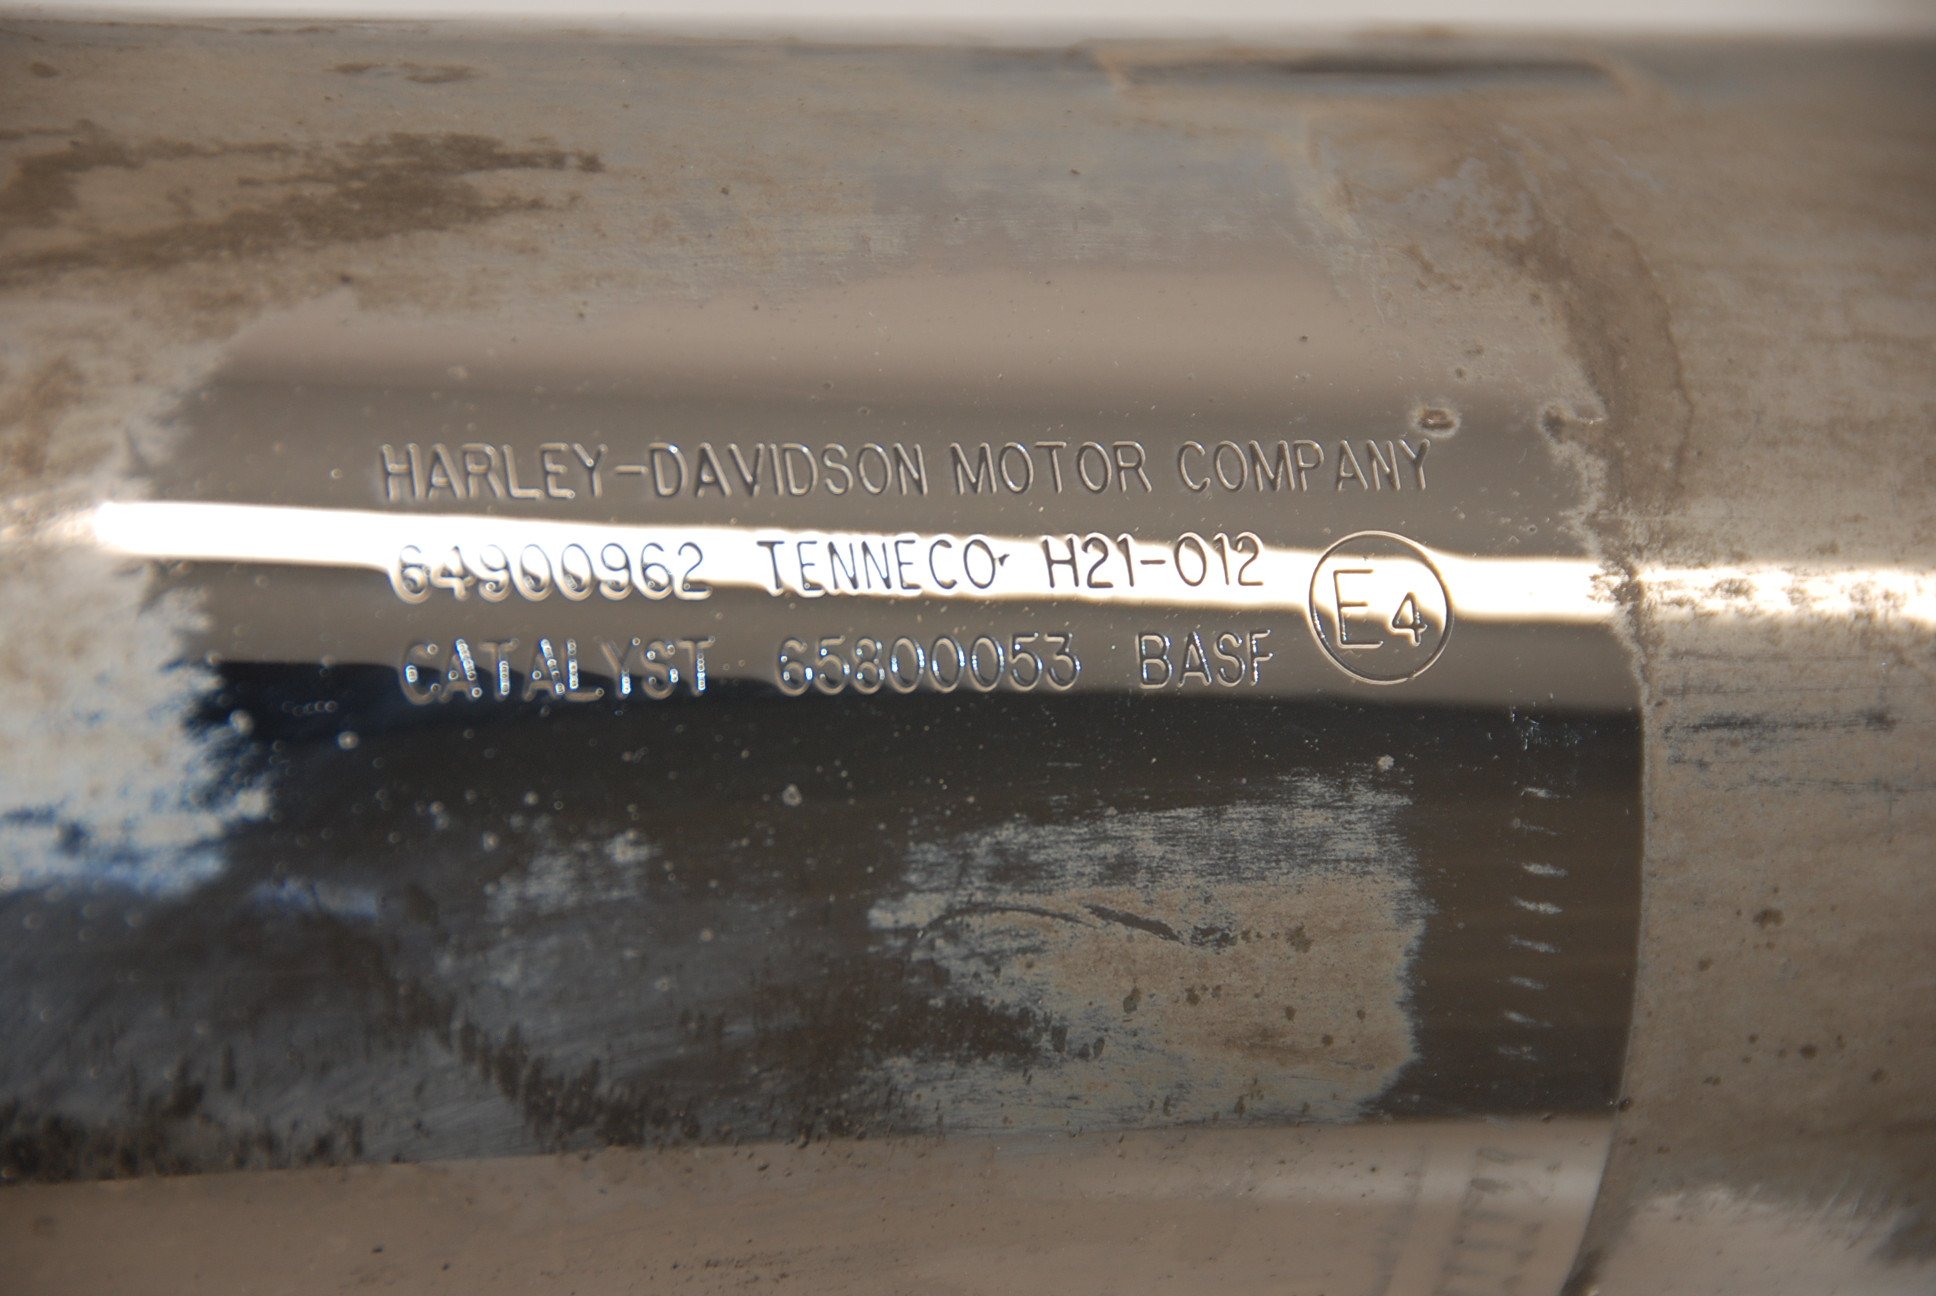 HARLEY-DAVIDSON MOTOR COMPANY
64900962 TENNECO H21-012 E4
CATALYST 65800053 BASF